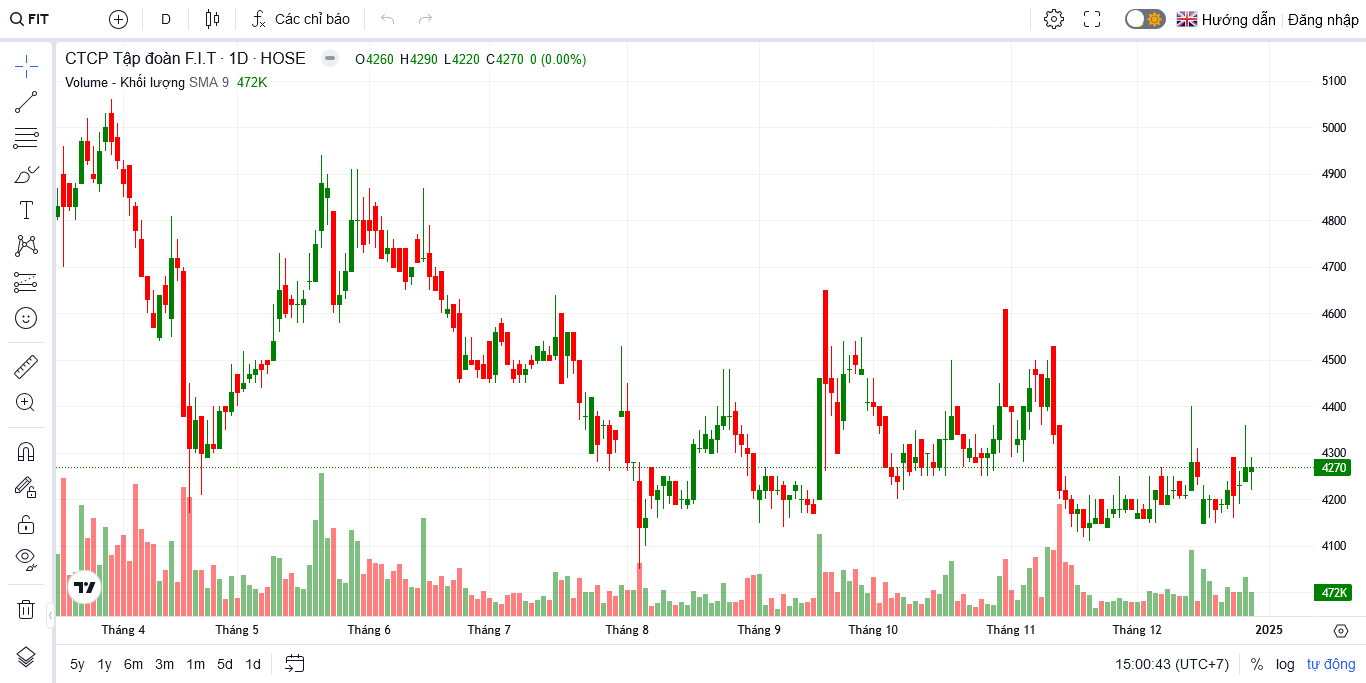 FIT D Các chỉ báo Hướng dẫn Đăng nhập
CTCP Tập đoàn F.I.T · 1D · HOSE O4260 H4290 L4220 C4270 0 (0.00%)
Volume - Khối lượng SMA 9 472K
5100
5000
4900
4800
4700
4600
4500
4400
4300
4270
4200
4100
472K
Tháng 4 Tháng 5 Tháng 6 Tháng 7 Tháng 8 Tháng 9 Tháng 10 Tháng 11 Tháng 12 2025
5y 1y 6m 3m 1m 5d 1d 15:00:43 (UTC+7) % log tự động